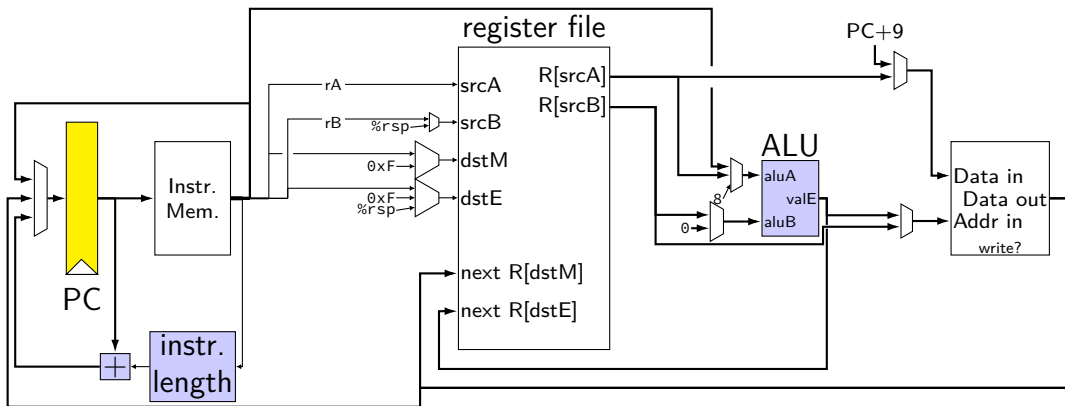 register file
PC+9
R[srcA]
R[srcB]
rA
srcA
rB
%rsp
srcB
0xF
dstM
0xF
%rsp
dstE
next R[dstM]
next R[dstE]
Instr.
Mem.
PC
instr.
length
+
8
0
ALU
aluA
valE
aluB
Data in
Data out
Addr in
write?